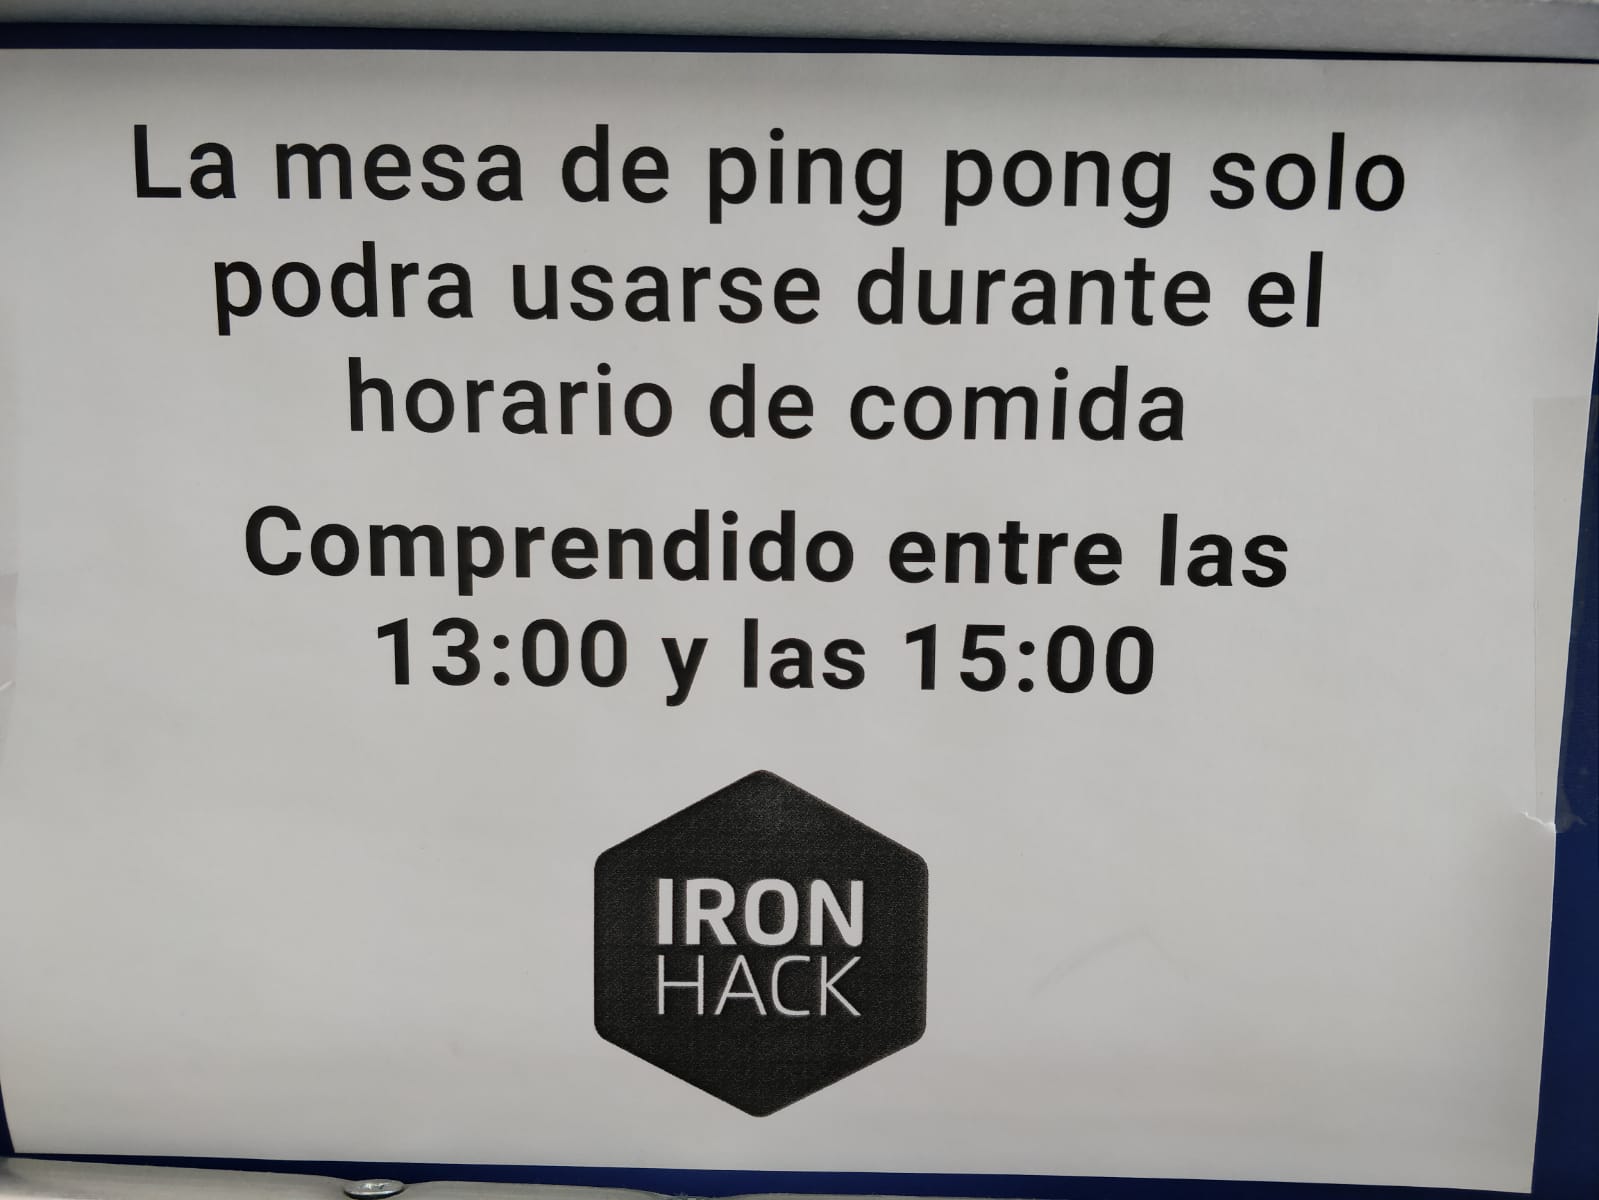 La mesa de ping pong solo
podra usarse durante el
horario de comida
Comprendido entre las
13:00 y las 15:00
IRON
HACK